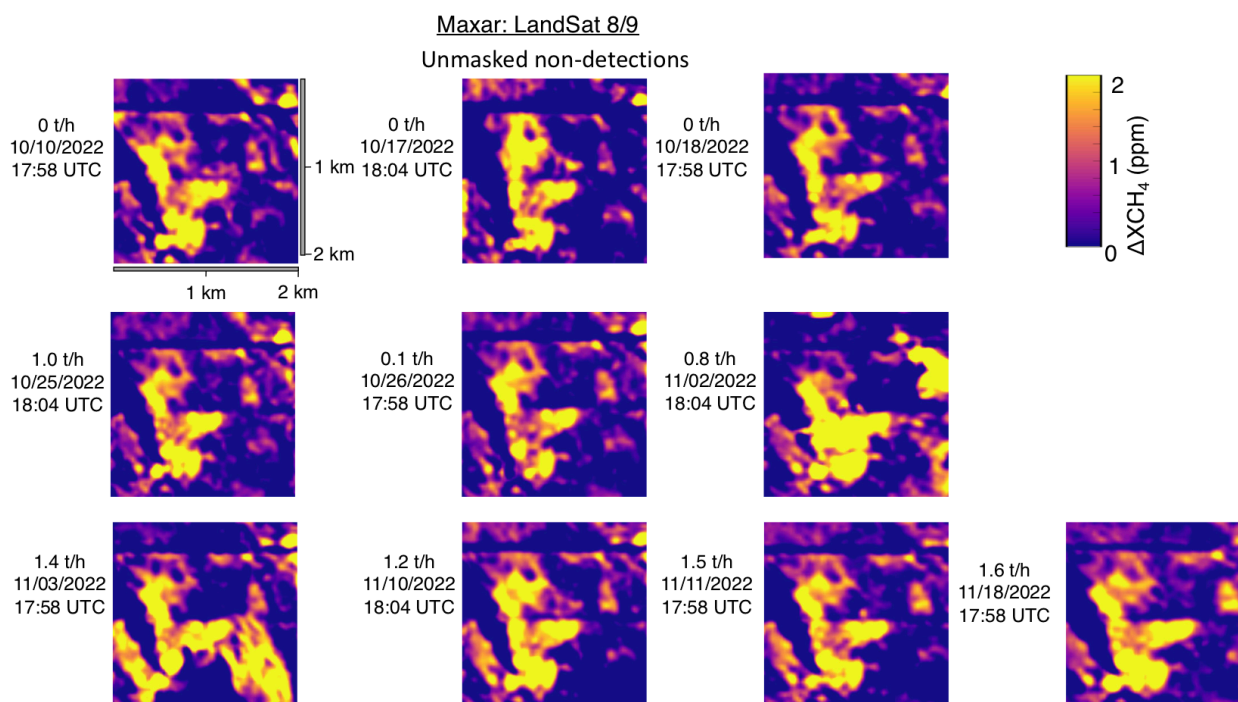 Maxar: LandSat 8/9
Unmasked non-detections
0 t/h
10/10/2022
17:58 UTC
1 km
2 km
1 km
2 km
0 t/h
10/17/2022
18:04 UTC
0 t/h
10/18/2022
17:58 UTC
2
1
0
ΔXCH₄ (ppm)
1.0 t/h
10/25/2022
18:04 UTC
0.1 t/h
10/26/2022
17:58 UTC
0.8 t/h
11/02/2022
18:04 UTC
1.4 t/h
11/03/2022
17:58 UTC
1.2 t/h
11/10/2022
18:04 UTC
1.5 t/h
11/11/2022
17:58 UTC
1.6 t/h
11/18/2022
17:58 UTC